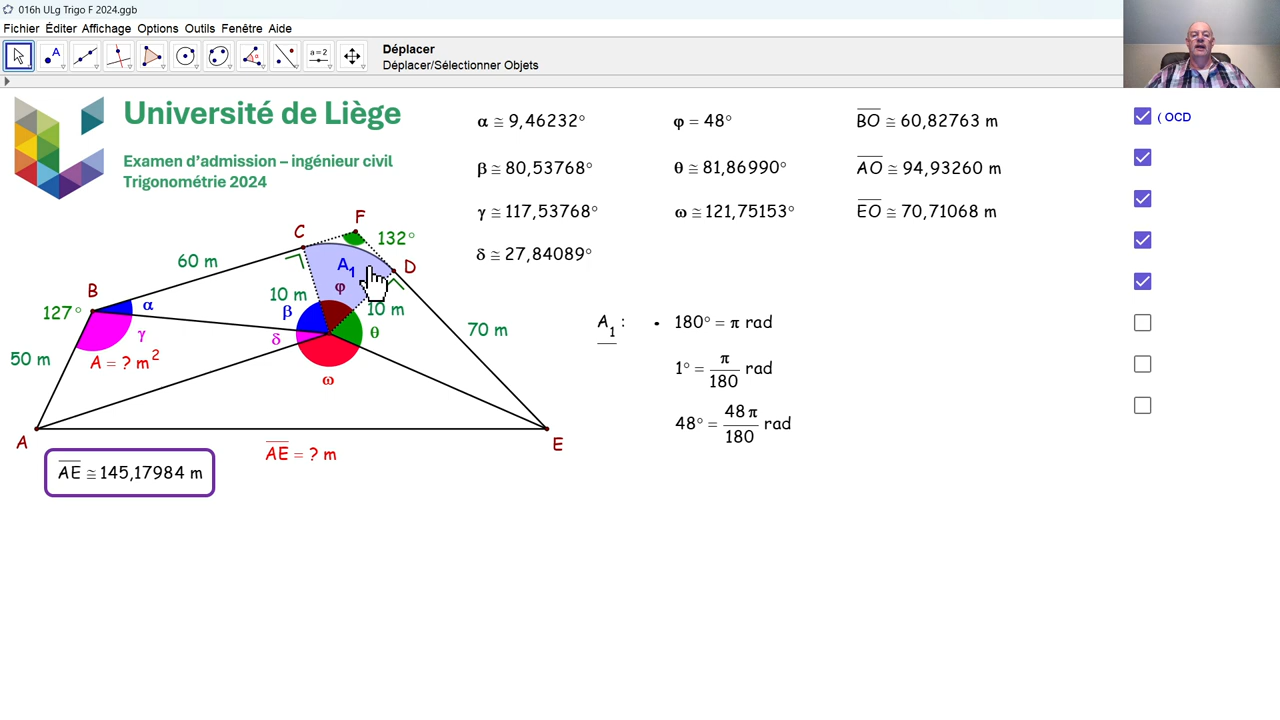 016h ULg Trigo F 2024.ggb
Fichier Éditer Affichage Options Outils Fenêtre Aide
A
a=2
Déplacer
Déplacer/Sélectionner Objets
Université de Liège
Examen d'admission – ingénieur civil
Trigonométrie 2024
α ≅ 9,46232°
φ = 48°
BO ≅ 60,82763 m
( OCD
β ≅ 80,53768°
θ ≅ 81,86990°
AO ≅ 94,93260 m
γ ≅ 117,53768°
ω ≅ 121,75153°
EO ≅ 70,71068 m
δ ≅ 27,84089°
F
C
132°
60 m
A1
D
φ
B
10 m
10 m
α
β
127°
θ
γ
δ
70 m
50 m
A = ? m²
ω
A
E
AE = ? m
AE ≅ 145,17984 m
A1 :
• 180° = π rad
1° = π/180 rad
48° = 48 π/180 rad